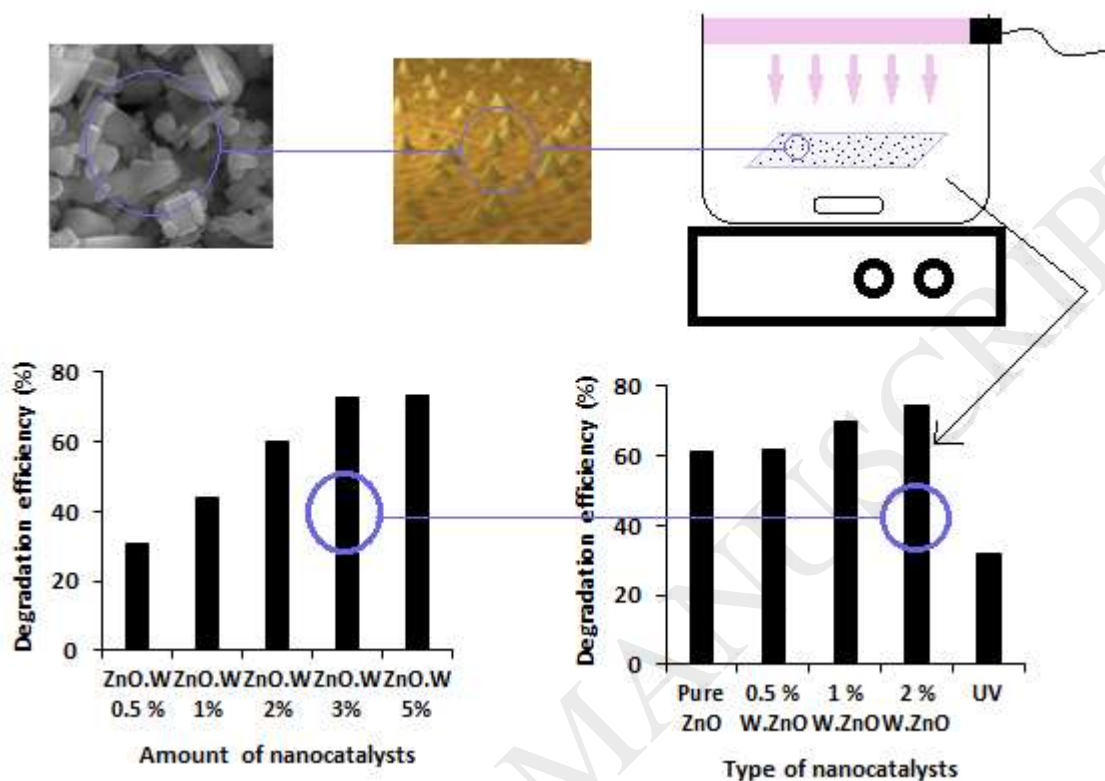 Degradation efficiency (%)
80
60
40
20
0
ZnO.W ZnO.W ZnO.W ZnO.W ZnO.W
0.5 % 1% 2% 3% 5%
Amount of nanocatalysts
Degradation efficiency (%)
80
60
40
20
0
Pure 0.5 % 1 % 2 % UV
ZnO W.ZnO W.ZnO W.ZnO
Type of nanocatalysts
MANUSCRIPT